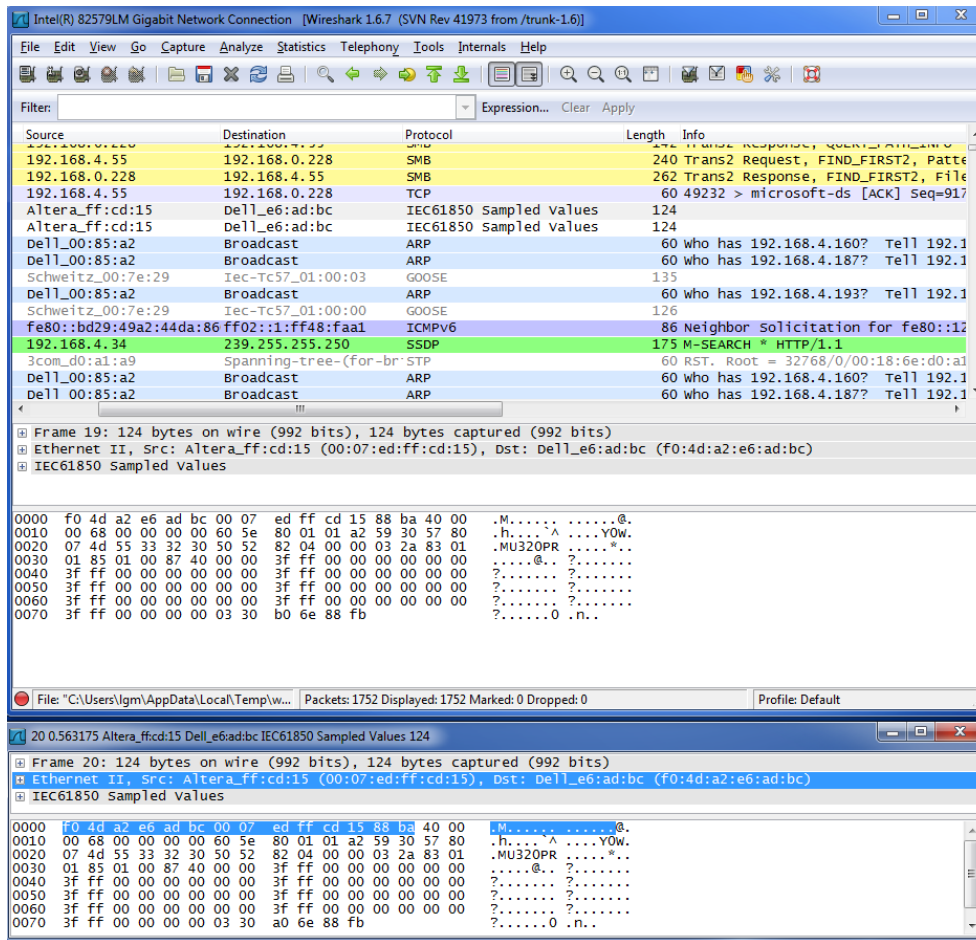 Intel(R) 82579LM Gigabit Network Connection [Wireshark 1.6.7 (SVN Rev 41973 from /trunk-1.6)]
File Edit View Go Capture Analyze Statistics Telephony Tools Internals Help
Filter: Expression... Clear Apply
Source Destination Protocol Length Info
192.168.4.55 192.168.0.228 SMB 240 Trans2 Request, FIND_FIRST2, Patte
192.168.0.228 192.168.4.55 SMB 262 Trans2 Response, FIND_FIRST2, File
192.168.4.55 192.168.0.228 TCP 60 49232 > microsoft-ds [ACK] Seq=917
Altera_ff:cd:15 Dell_e6:ad:bc IEC61850 Sampled Values 124
Altera_ff:cd:15 Dell_e6:ad:bc IEC61850 Sampled Values 124
Dell_00:85:a2 Broadcast ARP 60 Who has 192.168.4.160? Tell 192.1
Dell_00:85:a2 Broadcast ARP 60 Who has 192.168.4.187? Tell 192.1
Schweitz_00:7e:29 Iec-Tc57_01:00:03 GOOSE 135
Dell_00:85:a2 Broadcast ARP 60 Who has 192.168.4.193? Tell 192.1
Schweitz_00:7e:29 Iec-Tc57_01:00:00 GOOSE 126
fe80::bd29:49a2:44da:86 ff02::1:ff48:faa1 ICMPv6 86 Neighbor Solicitation for fe80::12
192.168.4.34 239.255.255.250 SSDP 175 M-SEARCH * HTTP/1.1
3com_d0:a1:a9 Spanning-tree-(for-br STP 60 RST. Root = 32768/0/00:18:6e:d0:a1
Dell_00:85:a2 Broadcast ARP 60 Who has 192.168.4.160? Tell 192.1
Dell_00:85:a2 Broadcast ARP 60 Who has 192.168.4.187? Tell 192.1
Frame 19: 124 bytes on wire (992 bits), 124 bytes captured (992 bits)
Ethernet II, Src: Altera_ff:cd:15 (00:07:ed:ff:cd:15), Dst: Dell_e6:ad:bc (f0:4d:a2:e6:ad:bc)
IEC61850 Sampled Values
0000 f0 4d a2 e6 ad bc 00 07 ed ff cd 15 88 ba 40 00 .M...... ......@.
0010 00 68 00 00 00 00 60 5e 80 01 01 a2 59 30 57 80 .h....`^ ....Y0W.
0020 07 4d 55 33 32 30 50 52 82 04 00 00 03 2a 83 01 .MU320PR .....*..
0030 01 85 01 00 87 40 00 00 3f ff 00 00 00 00 00 00 .....@.. ?.......
0040 3f ff 00 00 00 00 00 00 3f ff 00 00 00 00 00 00 ?....... ?.......
0050 3f ff 00 00 00 00 00 00 3f ff 00 00 00 00 00 00 ?....... ?.......
0060 3f ff 00 00 00 00 00 00 3f ff 00 00 00 00 00 00 ?....... ?.......
0070 3f ff 00 00 00 00 03 30 b0 6e 88 fb ?......0 .n..
File: "C:\Users\lgm\AppData\Local\Temp\w... Packets: 1752 Displayed: 1752 Marked: 0 Dropped: 0 Profile: Default
20 0.563175 Altera_ff:cd:15 Dell_e6:ad:bc IEC61850 Sampled Values 124
Frame 20: 124 bytes on wire (992 bits), 124 bytes captured (992 bits)
Ethernet II, Src: Altera_ff:cd:15 (00:07:ed:ff:cd:15), Dst: Dell_e6:ad:bc (f0:4d:a2:e6:ad:bc)
IEC61850 Sampled Values
0000 f0 4d a2 e6 ad bc 00 07 ed ff cd 15 88 ba 40 00 .M...... ......@.
0010 00 68 00 00 00 00 60 5e 80 01 01 a2 59 30 57 80 .h....`^ ....Y0W.
0020 07 4d 55 33 32 30 50 52 82 04 00 00 03 2a 83 01 .MU320PR .....*..
0030 01 85 01 00 87 40 00 00 3f ff 00 00 00 00 00 00 .....@.. ?.......
0040 3f ff 00 00 00 00 00 00 3f ff 00 00 00 00 00 00 ?....... ?.......
0050 3f ff 00 00 00 00 00 00 3f ff 00 00 00 00 00 00 ?....... ?.......
0060 3f ff 00 00 00 00 00 00 3f ff 00 00 00 00 00 00 ?....... ?.......
0070 3f ff 00 00 00 00 03 30 a0 6e 88 fb ?......0 .n..